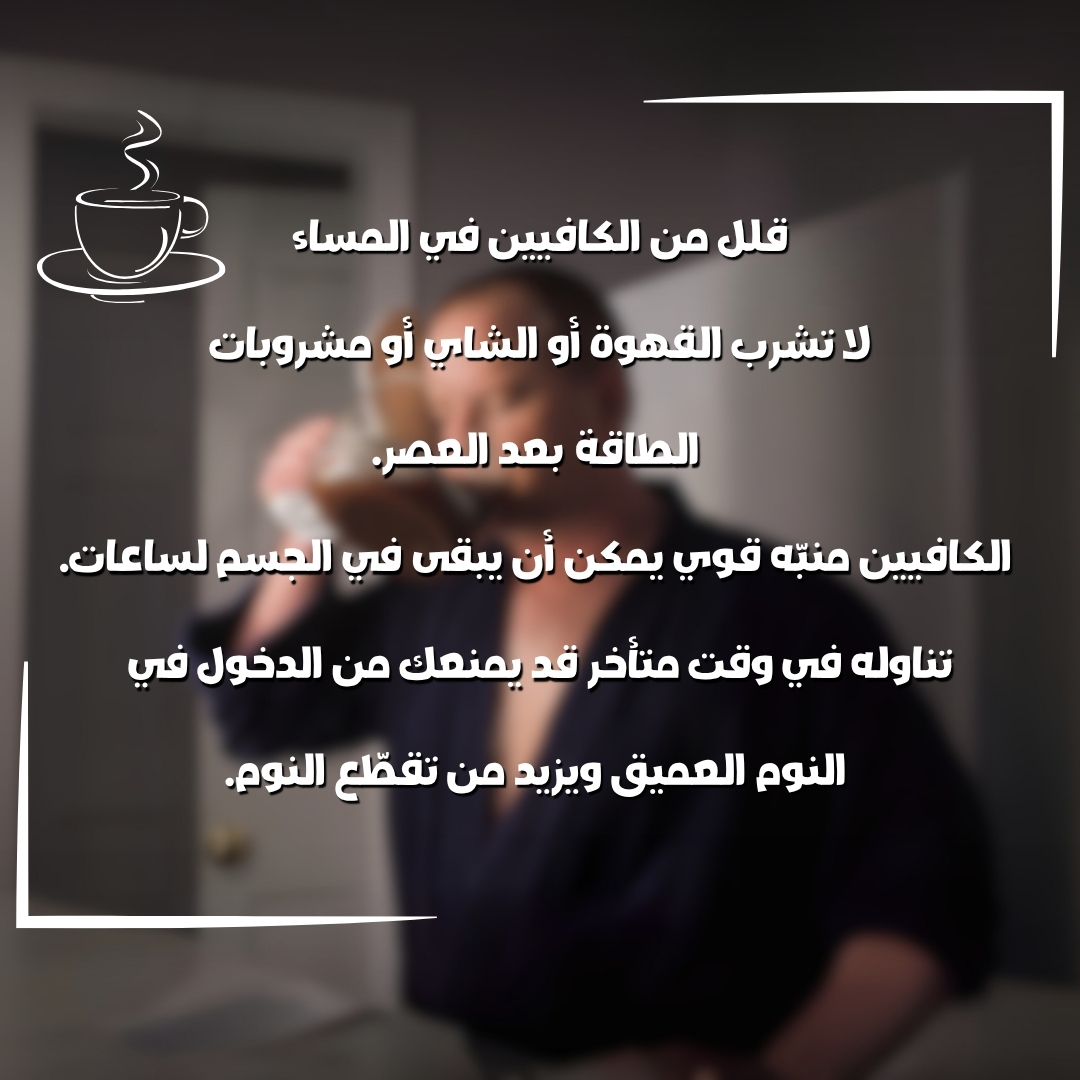 قلل من الكافيين في المساء
لا تشرب القهوة أو الشاي أو مشروبات
الطاقة بعد العصر.
الكافيين منبّه قوي يمكن أن يبقى في الجسم لساعات.
تناوله في وقت متأخر قد يمنعك من الدخول في
النوم العميق ويزيد من تقطّع النوم.